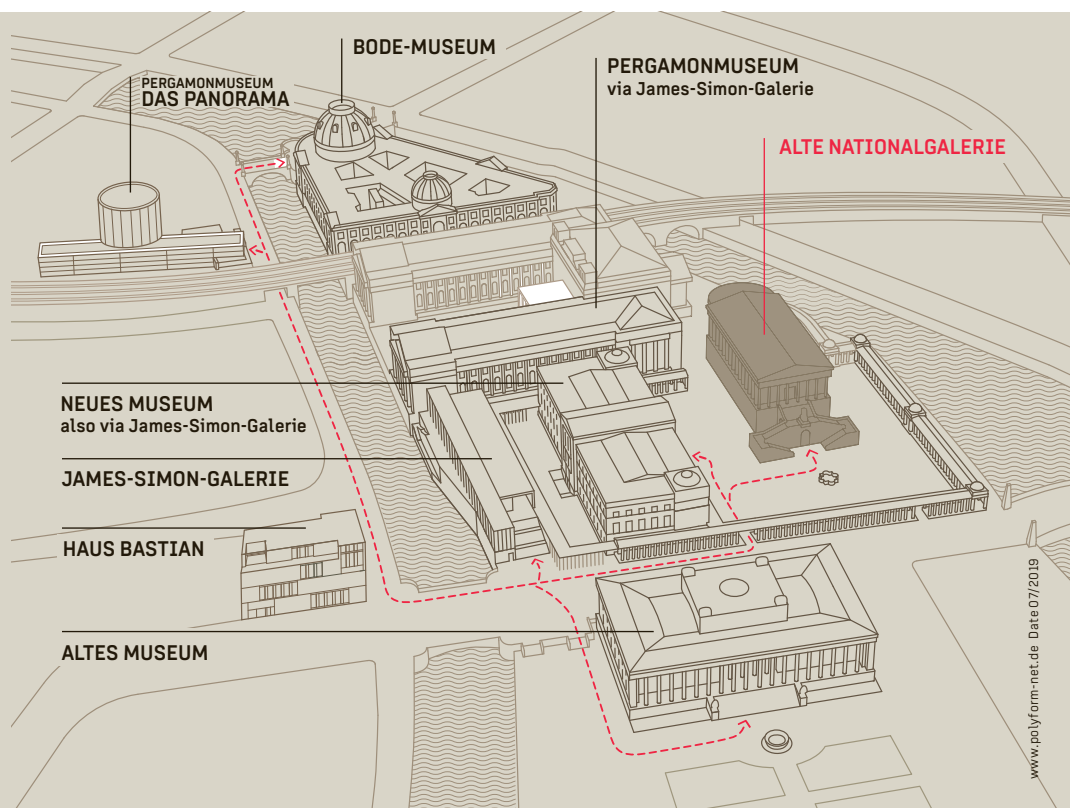 BODE-MUSEUM
PERGAMONMUSEUM
DAS PANORAMA
PERGAMONMUSEUM
via James-Simon-Galerie
ALTE NATIONALGALERIE
NEUES MUSEUM
also via James-Simon-Galerie
JAMES-SIMON-GALERIE
HAUS BASTIAN
ALTES MUSEUM
www.polyform-net.de Date 07/2019